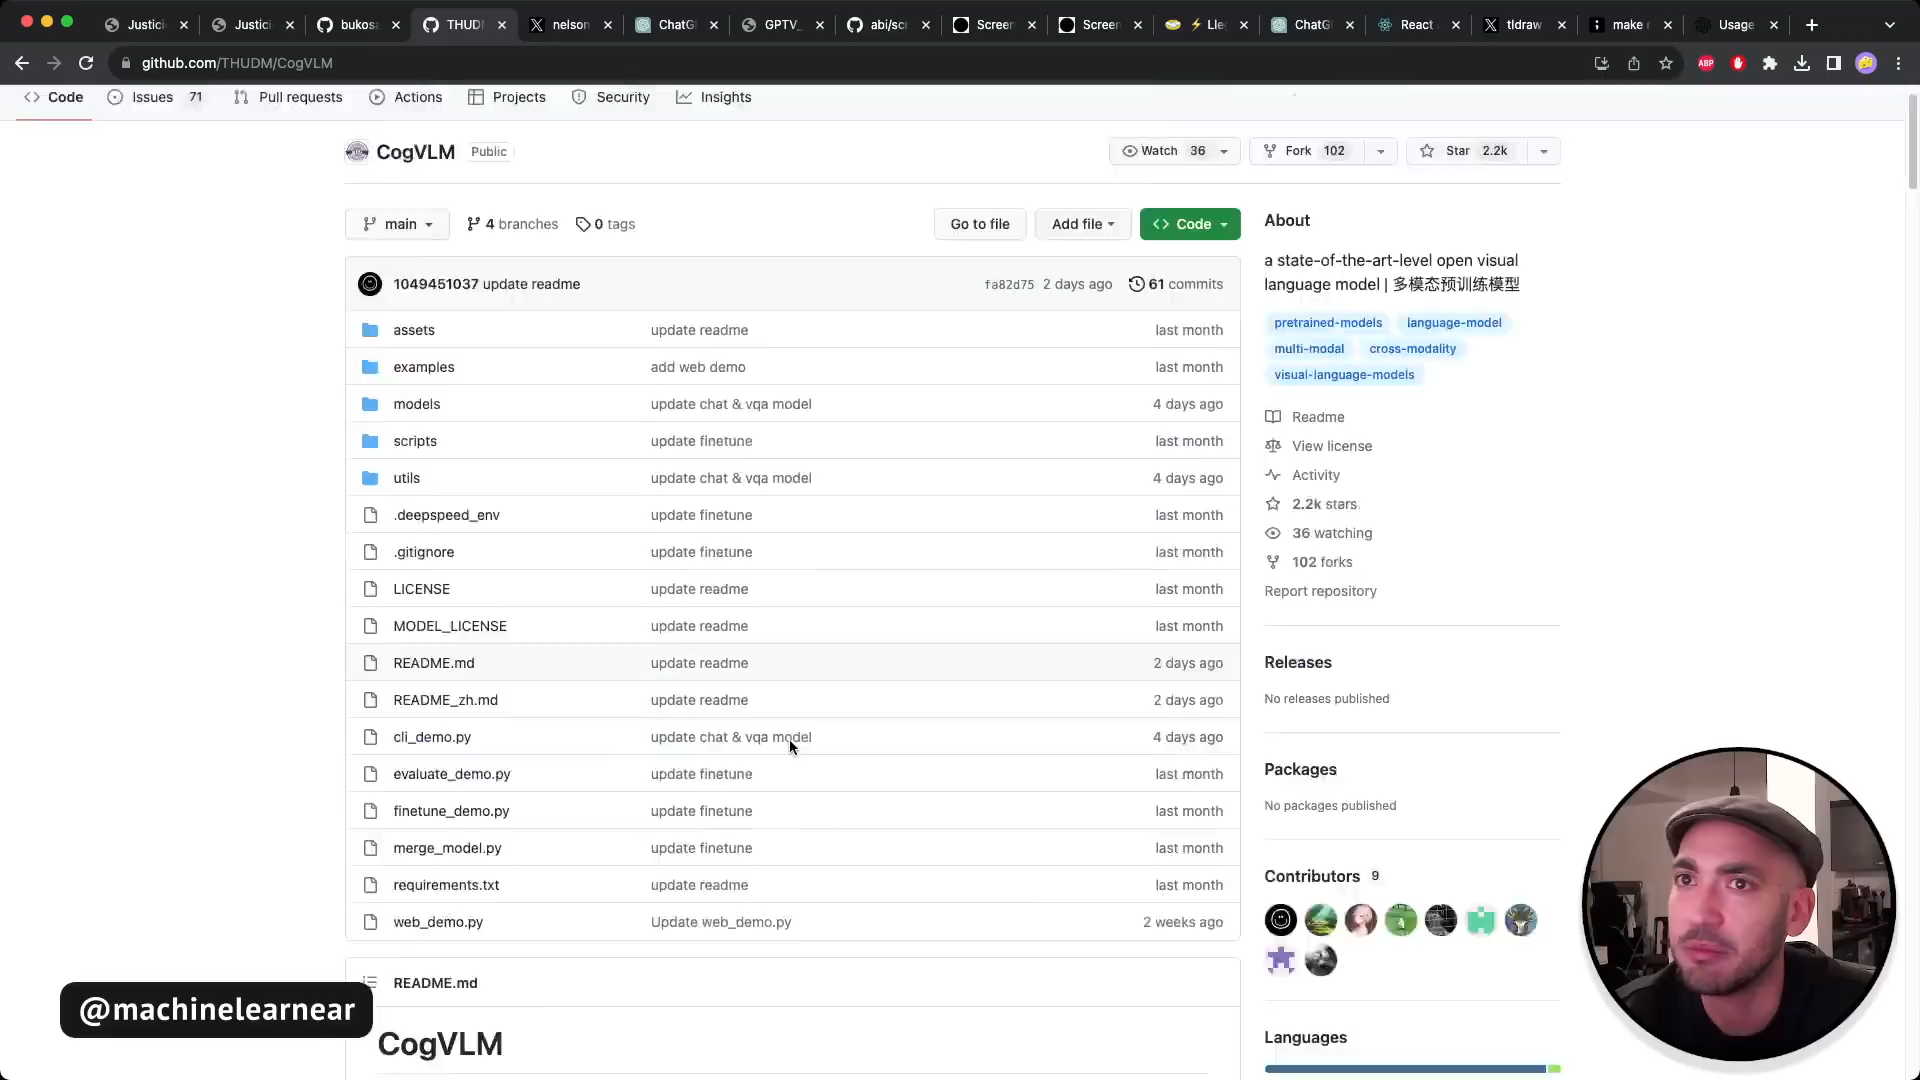 Justici
Justici
bukosa
THUD
nelson
ChatG
GPTV_
abi/scr
Screen
Screen
⚡ Lle
ChatG
React
tldraw
make r
Usage
github.com/THUDM/CogVLM
ABP
Code
Issues 71
Pull requests
Actions
Projects
Security
Insights
CogVLM Public
Watch 36
Fork 102
Star 2.2k
main
4 branches
0 tags
Go to file
Add file
Code
1049451037 update readme fa82d75 2 days ago 61 commits
assets update readme last month
examples add web demo last month
models update chat & vqa model 4 days ago
scripts update finetune last month
utils update chat & vqa model 4 days ago
.deepspeed_env update finetune last month
.gitignore update finetune last month
LICENSE update readme last month
MODEL_LICENSE update readme last month
README.md update readme 2 days ago
README_zh.md update readme 2 days ago
cli_demo.py update chat & vqa model 4 days ago
evaluate_demo.py update finetune last month
finetune_demo.py update finetune last month
merge_model.py update finetune last month
requirements.txt update readme last month
web_demo.py Update web_demo.py 2 weeks ago
README.md
CogVLM
About
a state-of-the-art-level open visual
language model | 多模态预训练模型
pretrained-models language-model
multi-modal cross-modality
visual-language-models
Readme
View license
Activity
2.2k stars
36 watching
102 forks
Report repository
Releases
No releases published
Packages
No packages published
Contributors 9
Languages
@machinelearnear